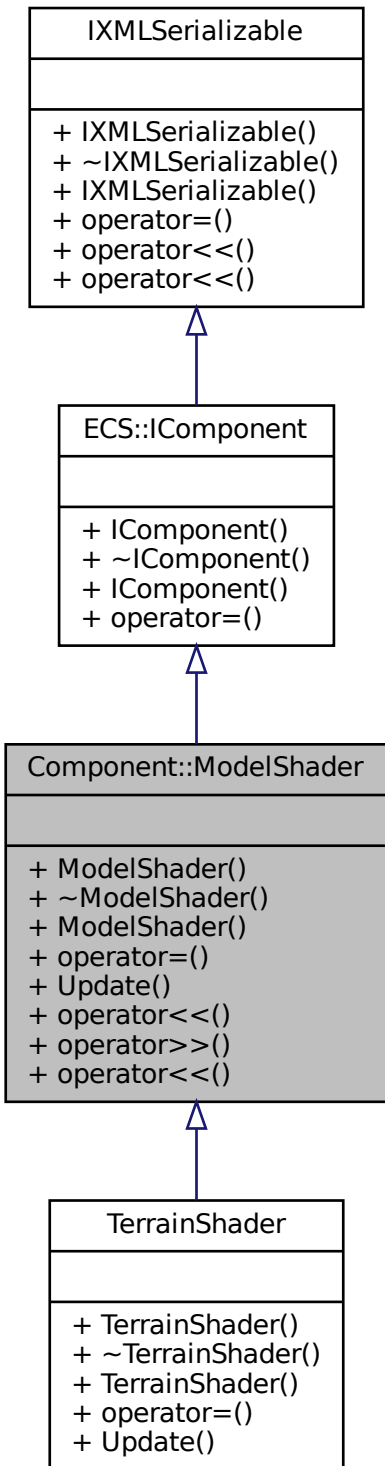 IXMLSerializable
+ IXMLSerializable()
+ ~IXMLSerializable()
+ IXMLSerializable()
+ operator=()
+ operator<<()
+ operator<<()
ECS::IComponent
+ IComponent()
+ ~IComponent()
+ IComponent()
+ operator=()
Component::ModelShader
+ ModelShader()
+ ~ModelShader()
+ ModelShader()
+ operator=()
+ Update()
+ operator<<()
+ operator>>()
+ operator<<()
TerrainShader
+ TerrainShader()
+ ~TerrainShader()
+ TerrainShader()
+ operator=()
+ Update()